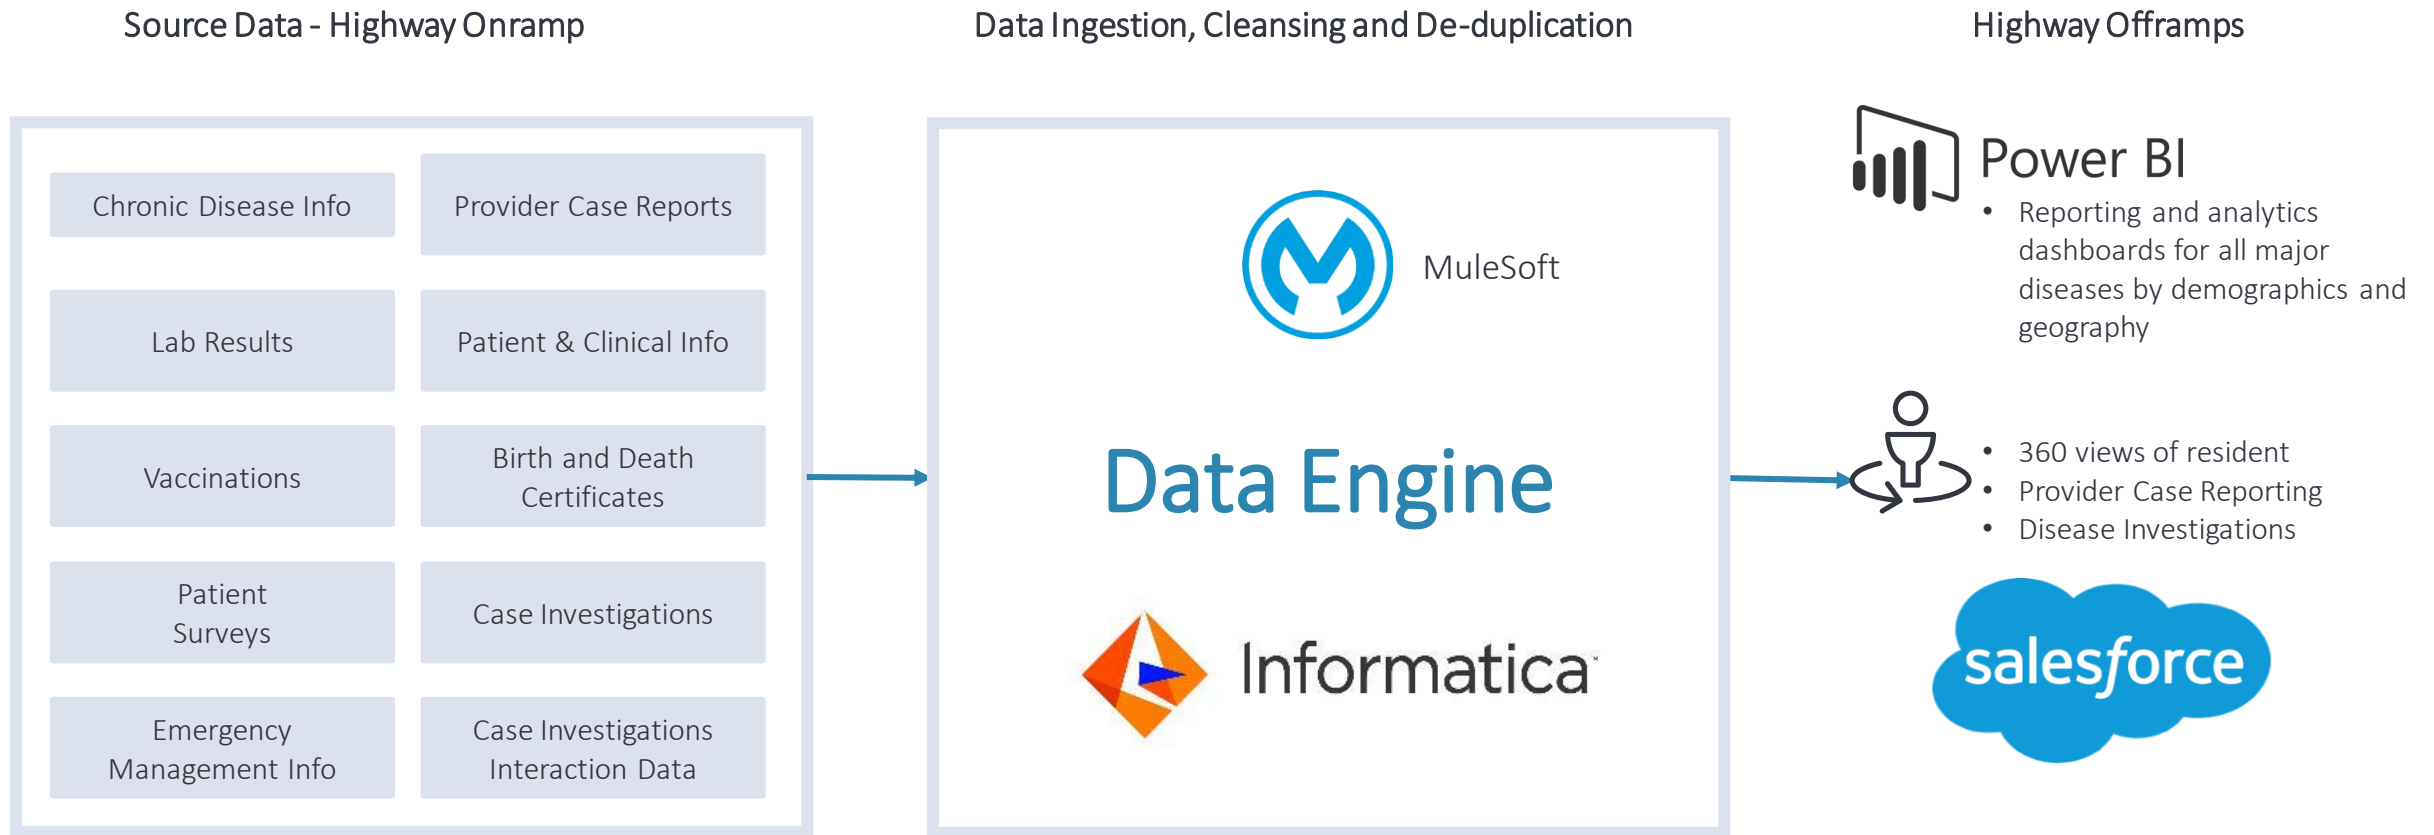 Source Data - Highway Onramp
Data Ingestion, Cleansing and De-duplication
Highway Offramps
Chronic Disease Info
Provider Case Reports
Lab Results
Patient & Clinical Info
Vaccinations
Birth and Death
Certificates
Patient
Surveys
Case Investigations
Emergency
Management Info
Case Investigations
Interaction Data
MuleSoft
Data Engine
Informatica
Power BI
• Reporting and analytics
dashboards for all major
diseases by demographics and
geography
• 360 views of resident
• Provider Case Reporting
• Disease Investigations
salesforce